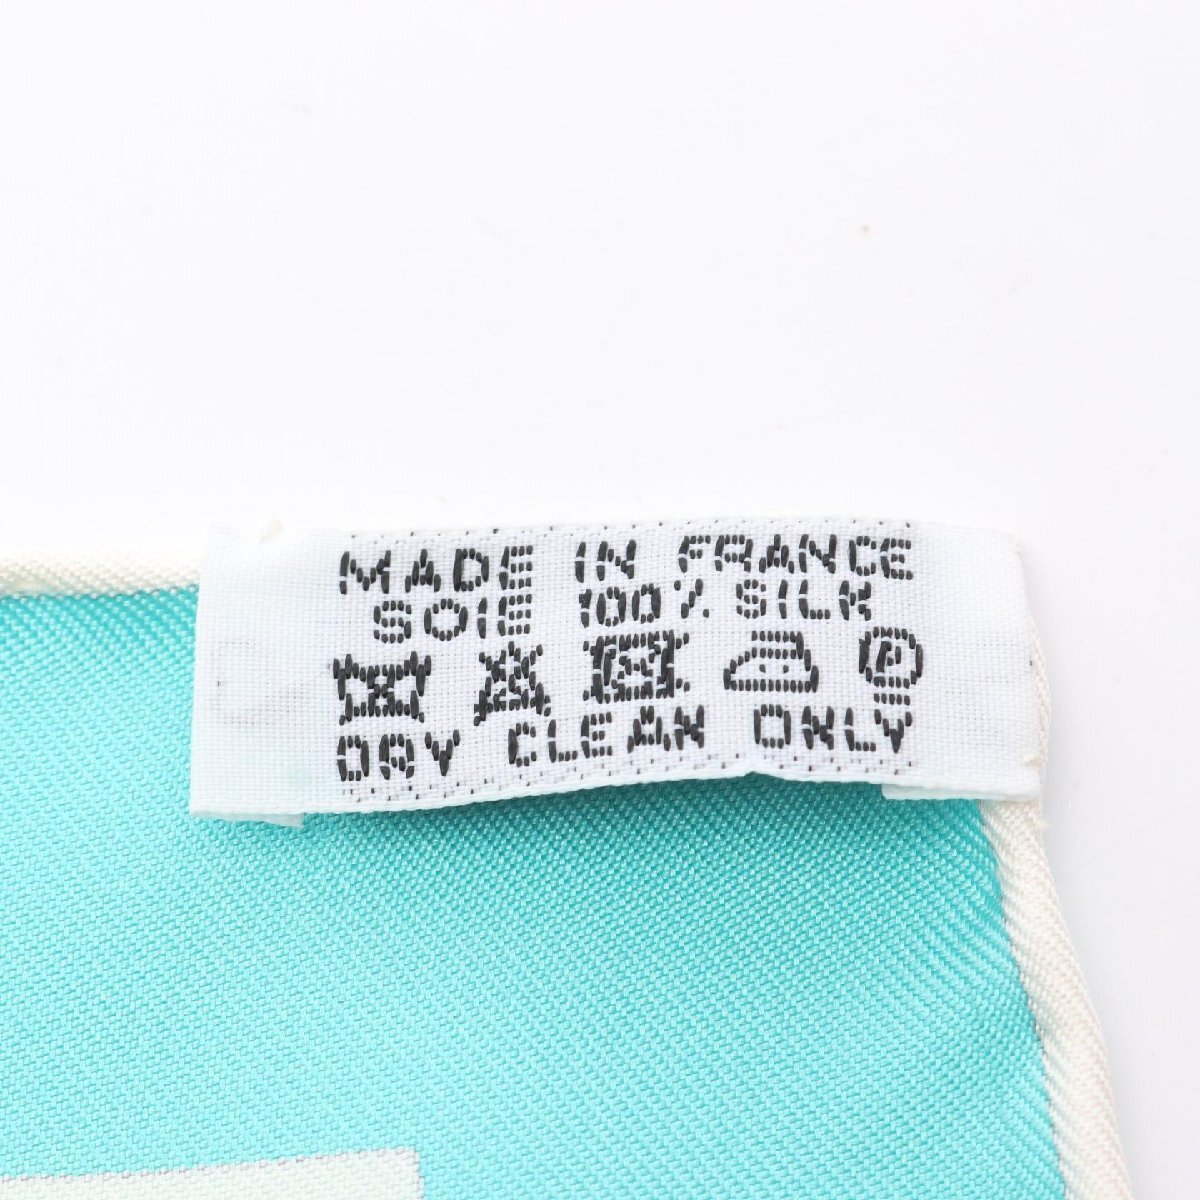 MADE IN FRANCE
SOIE 100% SILK
P
DRY CLEAN ONLY